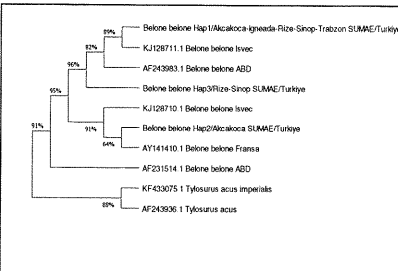 89%
Belone belone Hap1/Akcakoca-igneada-Rize-Sinop-Trabzon SUMAE/Turkiye
82%
KJ128711.1 Belone belone Isvec
96%
AF243983.1 Belone belone ABD
95%
Belone belone Hap3/Rize-Sinop SUMAE/Turkiye
KJ128710.1 Belone belone Isvec
91%
91%
Belone belone Hap2/Akcakoca SUMAE/Turkiye
64%
AY141410.1 Belone belone Fransa
AF231514.1 Belone belone ABD
KF433075.1 Tylosurus acus imperialis
88%
AF243936.1 Tylosurus acus